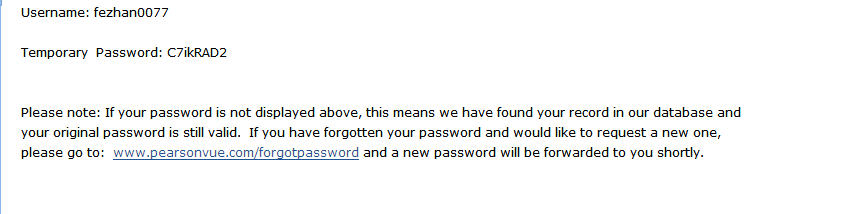 Username: fezhan0077
Temporary  Password: C7ikRAD2
Please note: If your password is not displayed above, this means we have found your record in our database and
your original password is still valid.  If you have forgotten your password and would like to request a new one,
please go to:  www.pearsonvue.com/forgotpassword and a new password will be forwarded to you shortly.